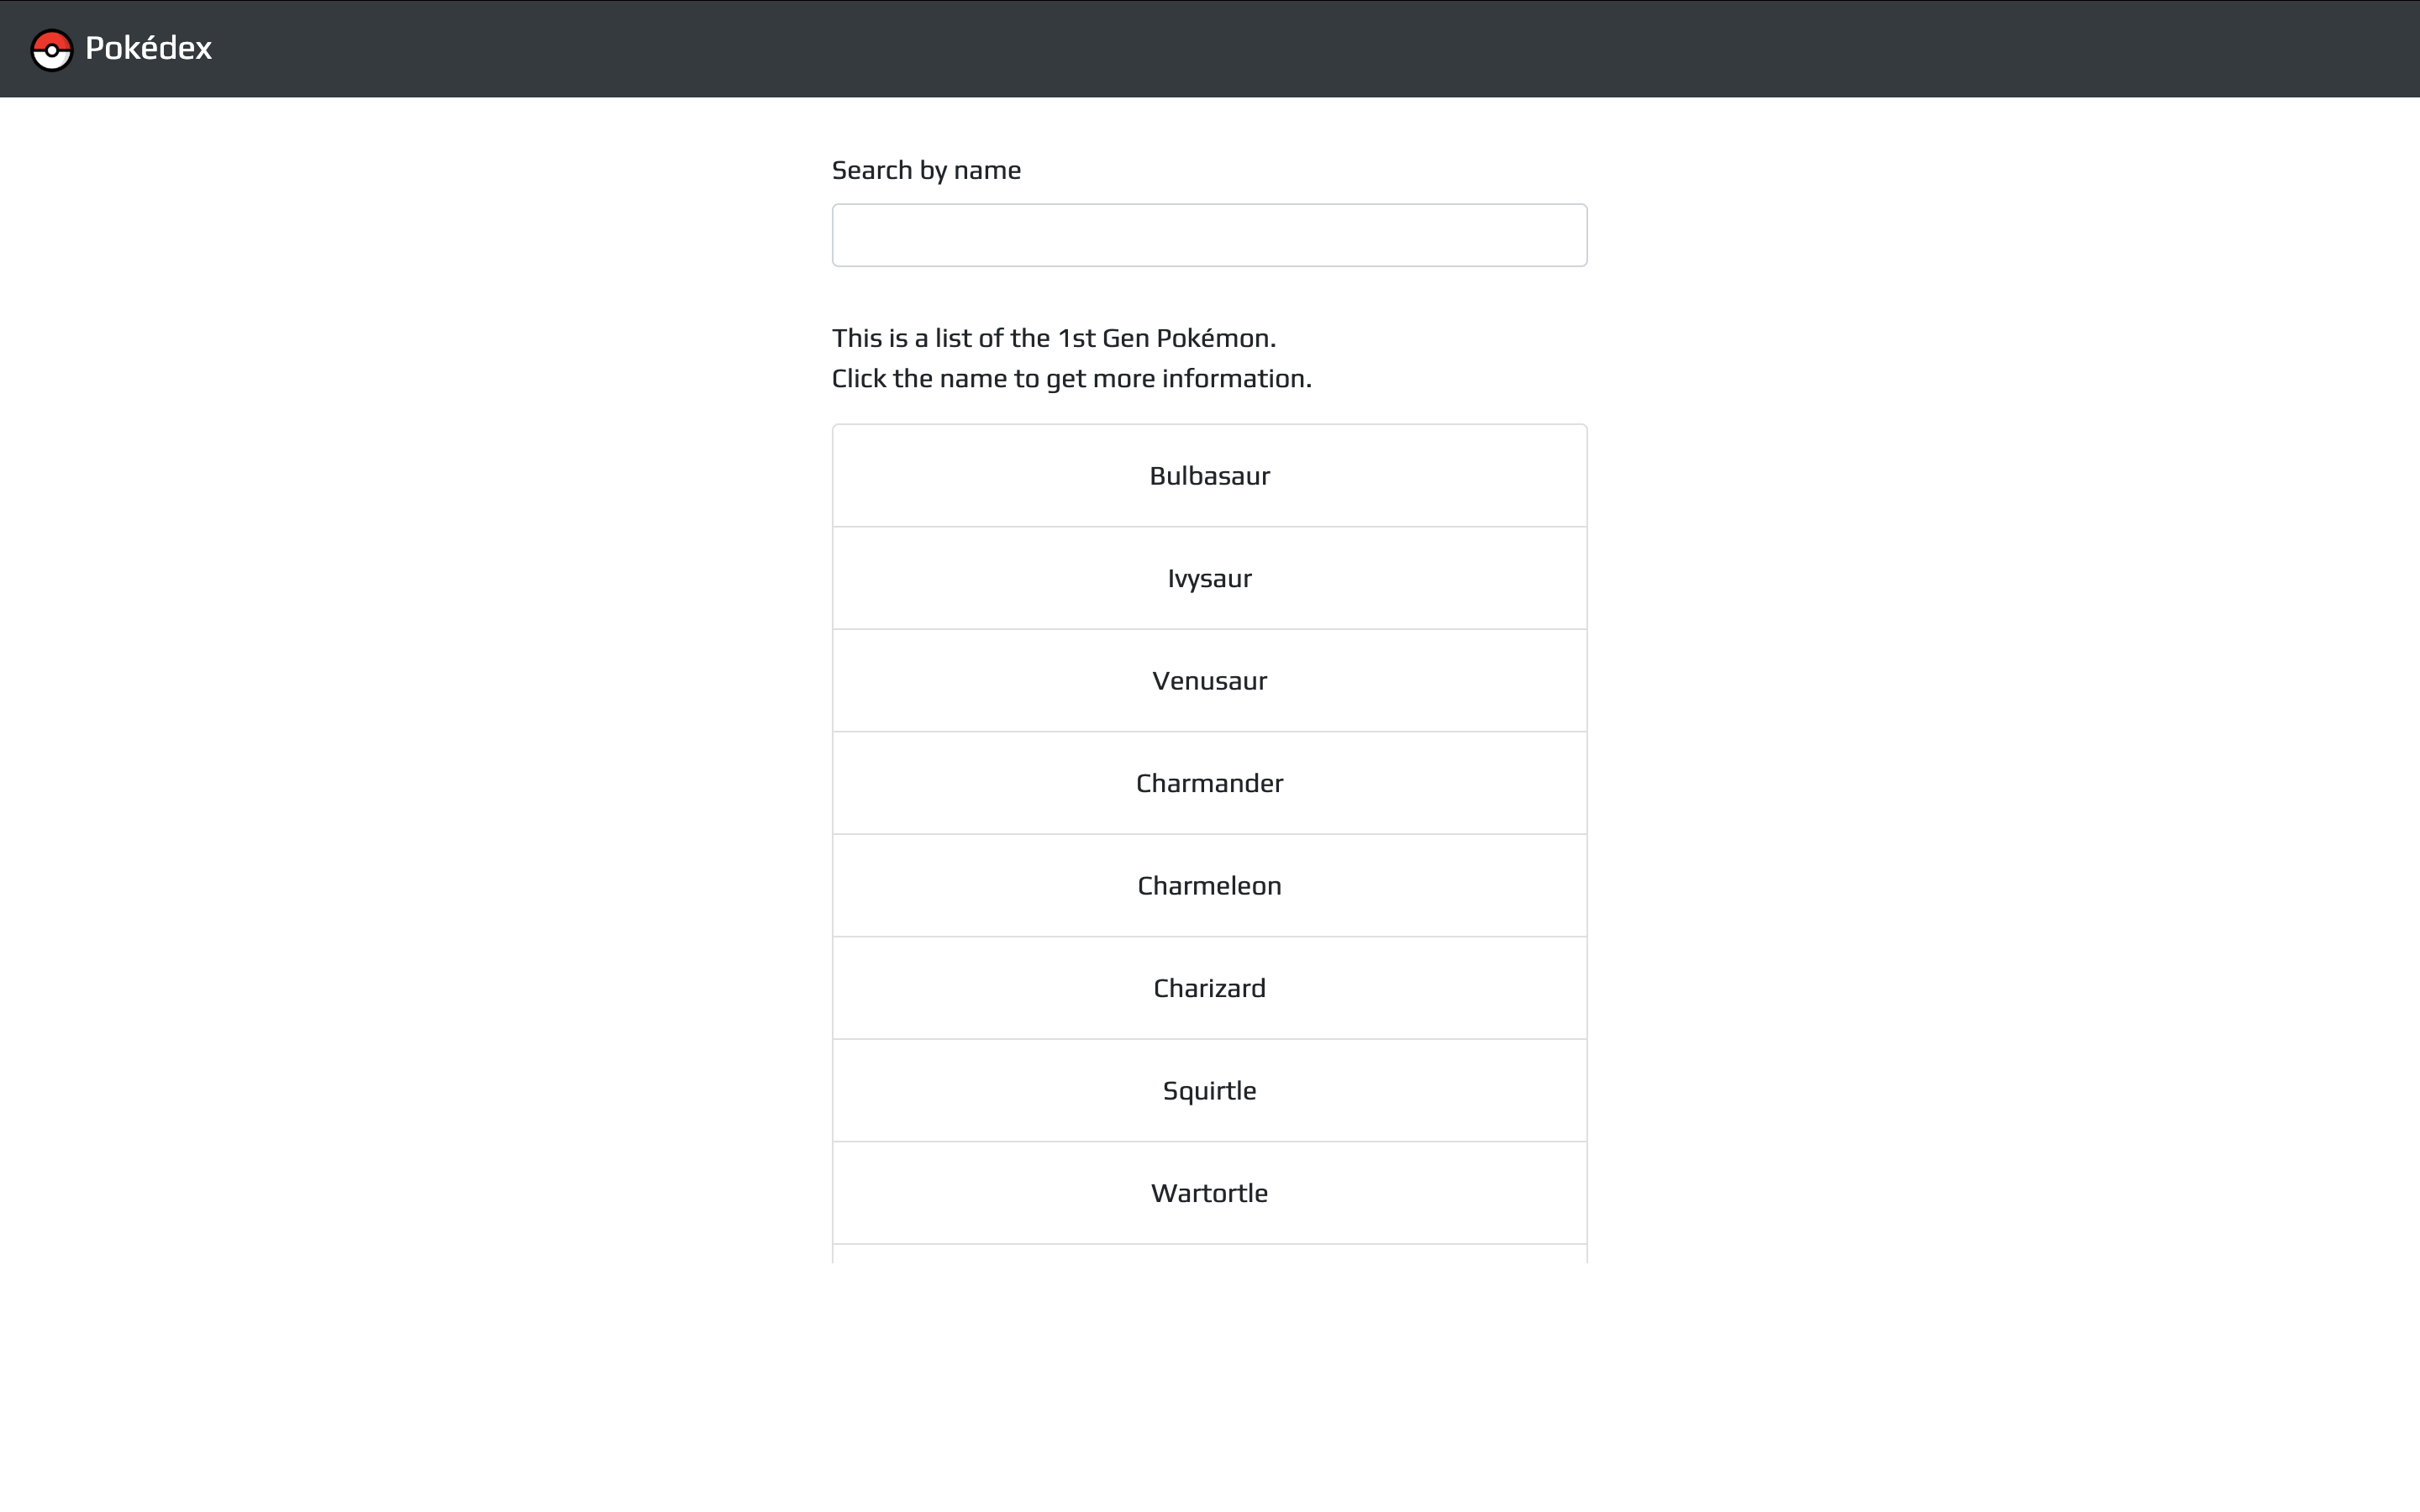 Pokédex
Search by name
This is a list of the 1st Gen Pokémon.
Click the name to get more information.
Bulbasaur
Ivysaur
Venusaur
Charmander
Charmeleon
Charizard
Squirtle
Wartortle